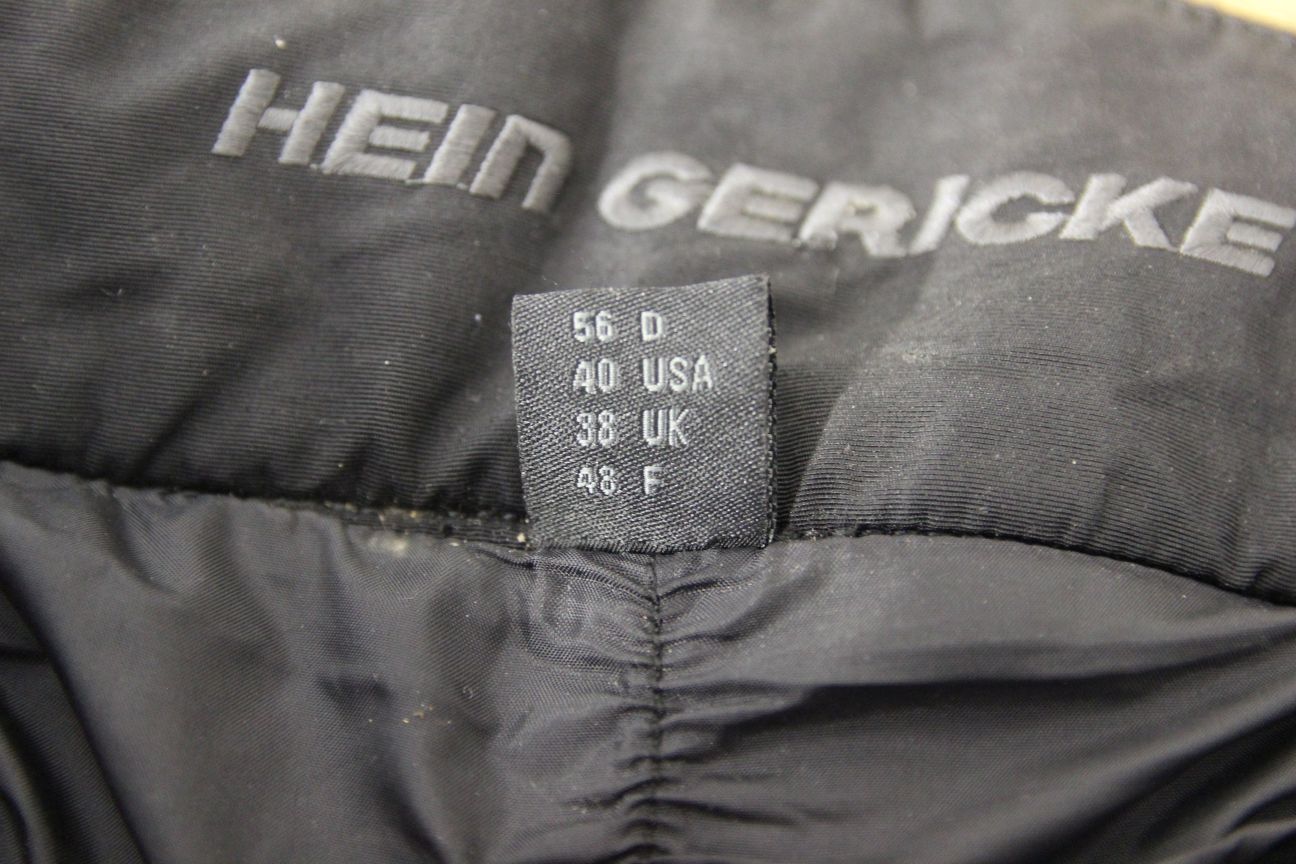 HEIN GERICKE
56 D
40 USA
38 UK
48 F